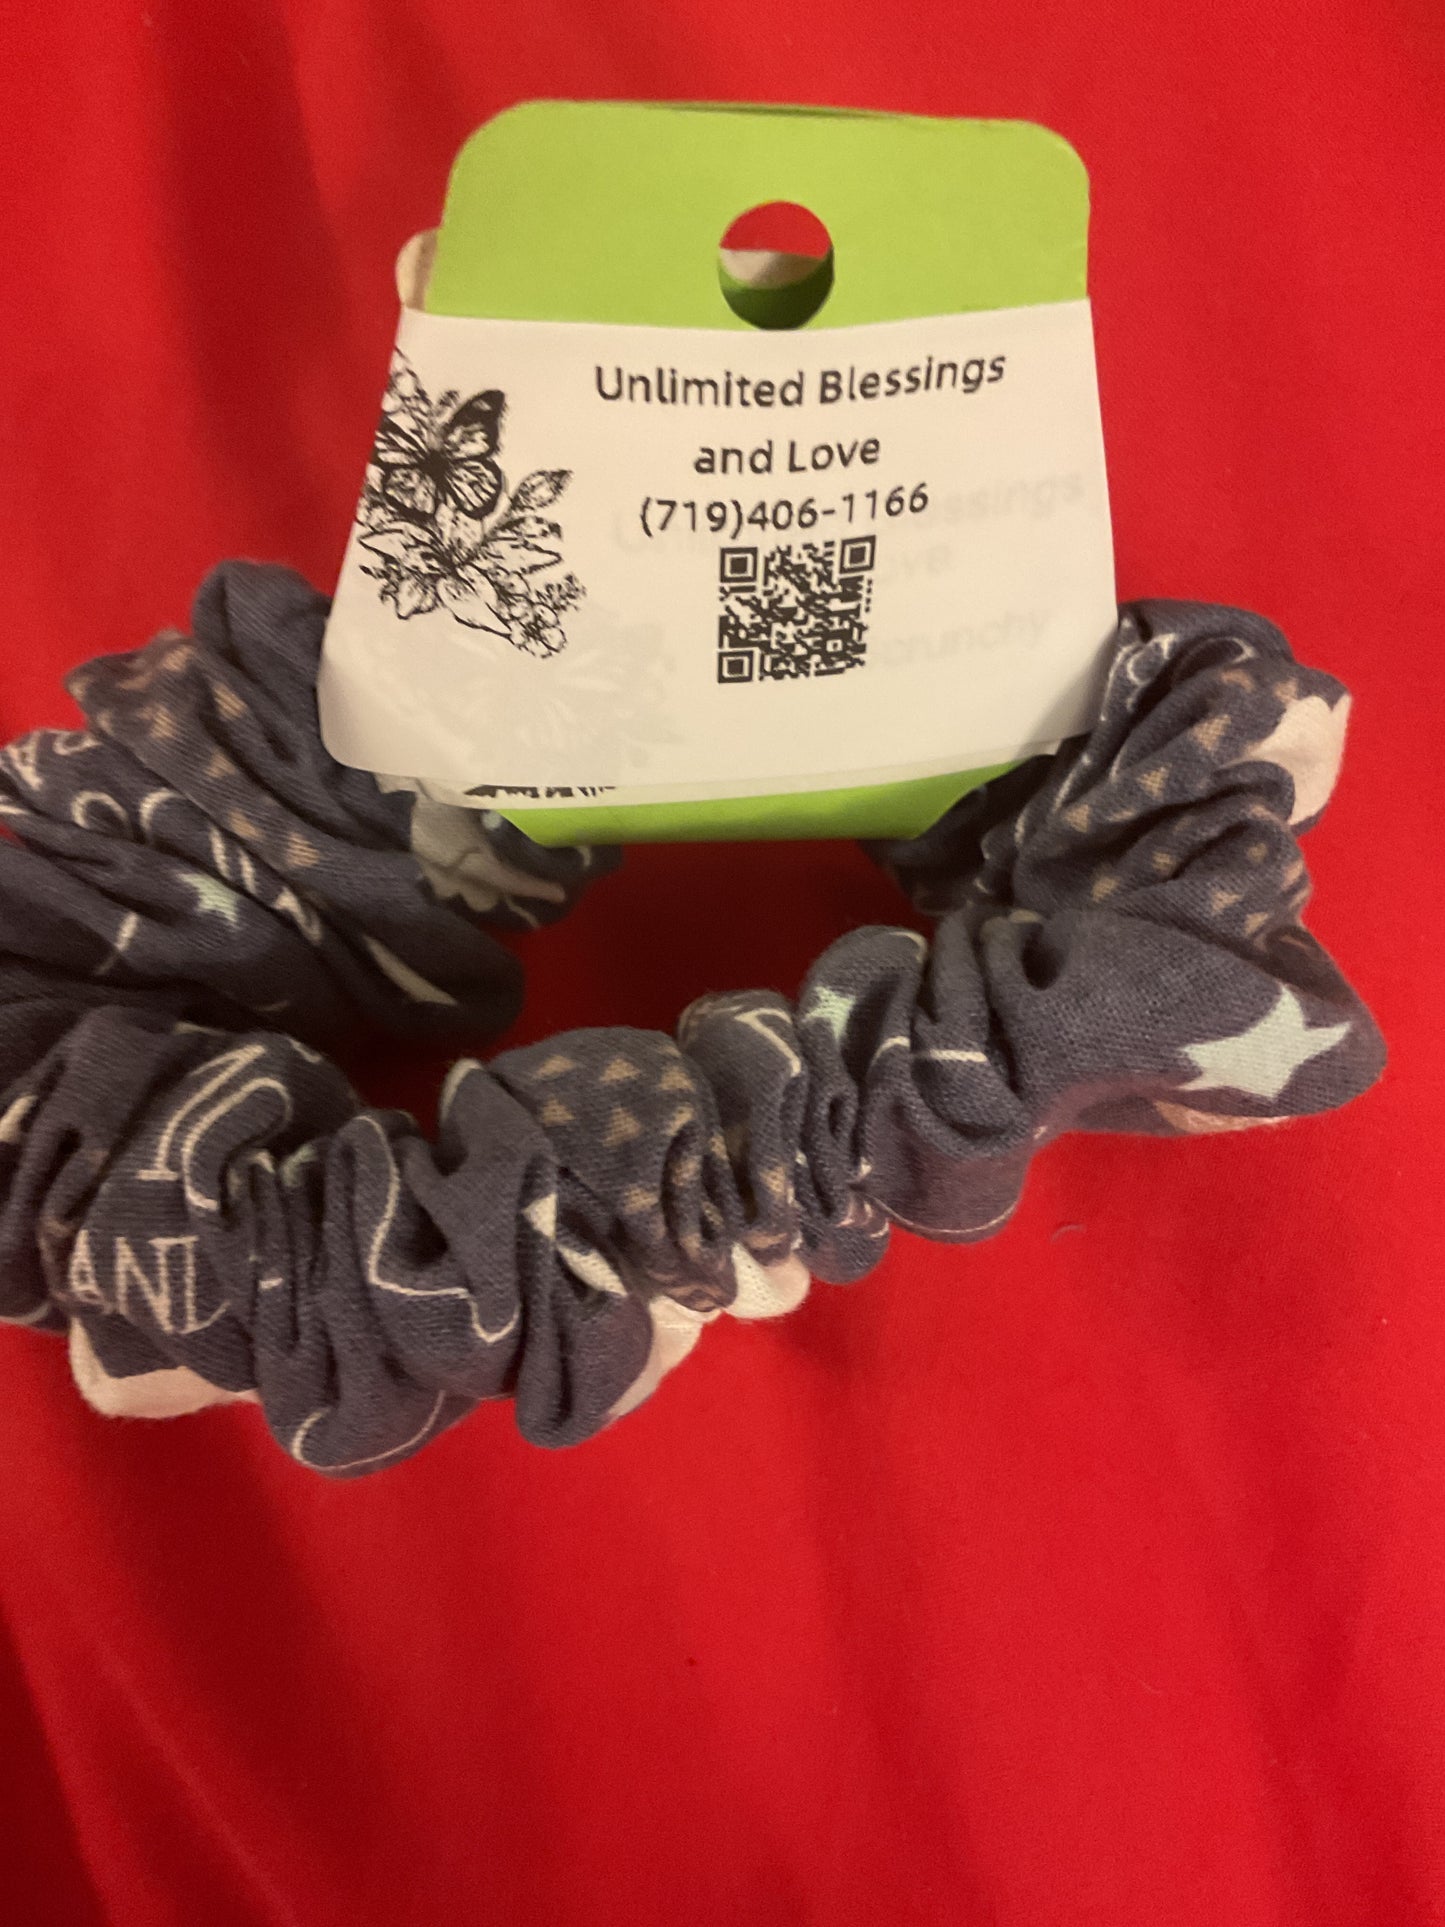 Unlimited Blessings
and Love
(719)406-1166